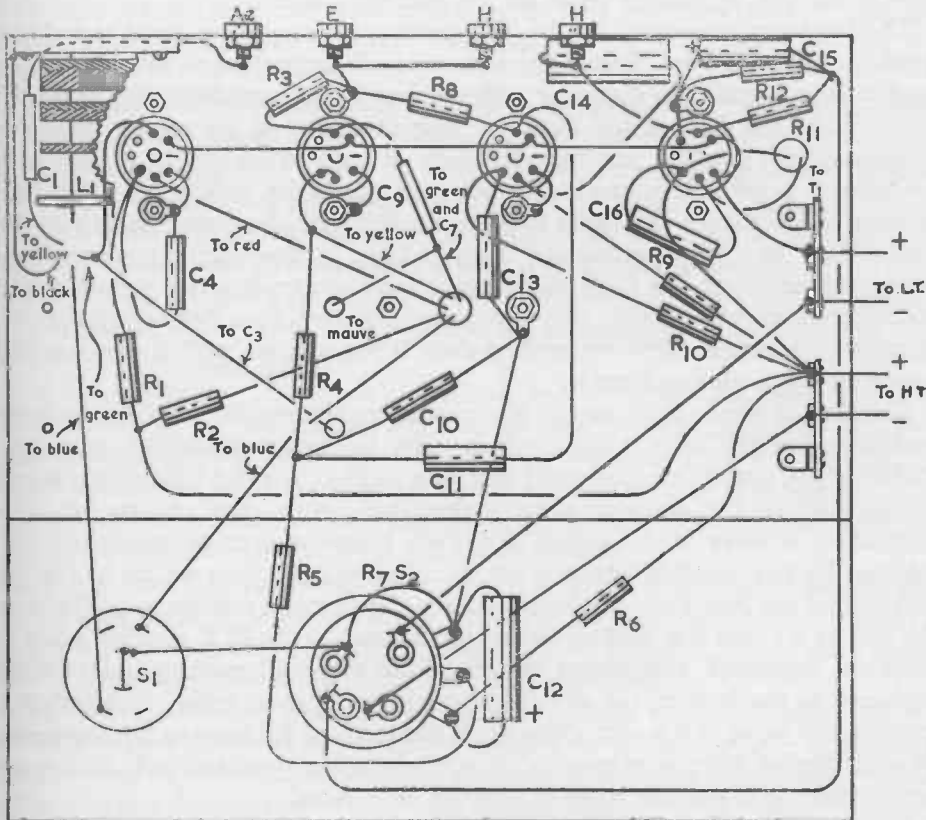 Ae
E
H
H
R3
R8
C14
C15
R12
R11
C1
L1
C9
To
green
and
C7
To
T1
To
yellow
To red
To yellow
C16
+
To black
C4
C13
R9
To L.T.
−
To
mauve
To C3
R10
+
To
green
R1
R4
To HT
−
R2
C10
To blue
To blue
C11
R5
R7
S2
R6
S1
C12
+